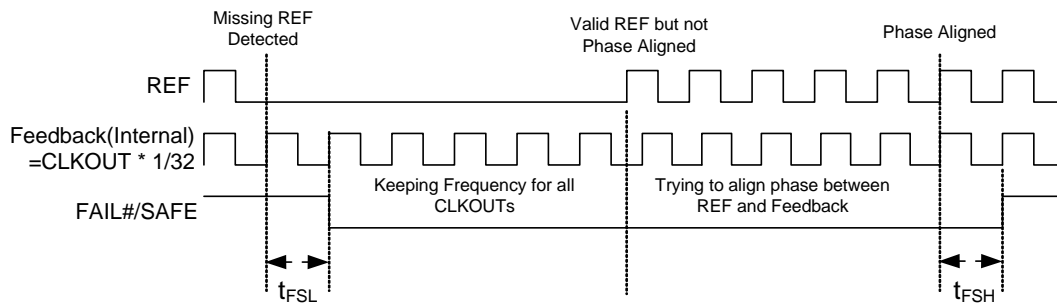 Missing REF
Detected
Valid REF but not
Phase Aligned
Phase Aligned
REF
Feedback(Internal)
=CLKOUT * 1/32
Keeping Frequency for all
CLKOUTs
Trying to align phase between
REF and Feedback
FAIL#/SAFE
tFSL
tFSH